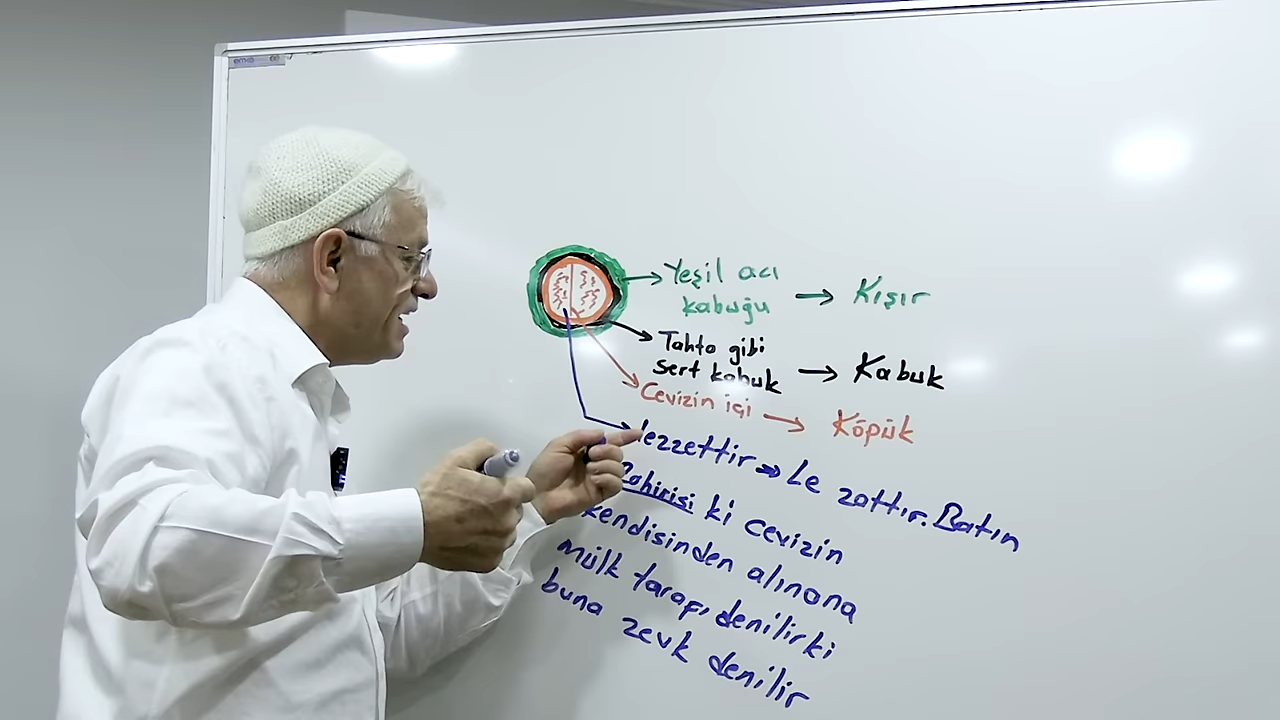 Yeşil acı
kabuğu → Kışır
Tahta gibi
sert kabuk → Kabuk
Cevizin içi → Köpük
lezzettir → Le zattır. Batın
Zahirisi ki cevizin
kendisinden alınana
mülk tarafı denilirki
buna zevk denilir